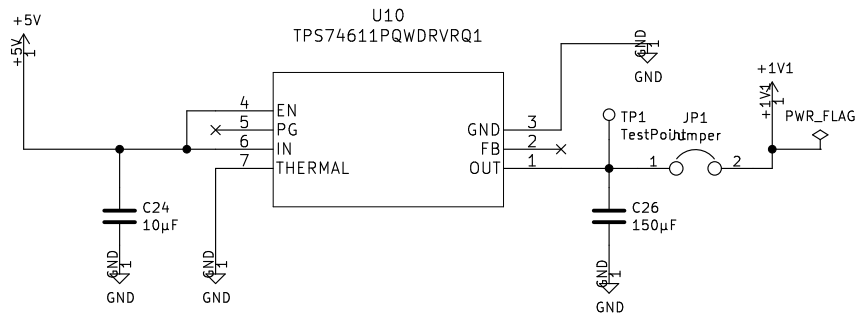 U10
TPS74611PQWDRVRQ1
+5V
+5V
1
4
EN
5
PG
6
IN
7
THERMAL
GND
3
FB
2
OUT
1
GND
1
GND
TP1
TestPoint
JP1
Jumper
1
2
+1V1
+1V1
1
PWR_FLAG
C24
10µF
GND
1
GND
GND
1
GND
C26
150µF
GND
1
GND